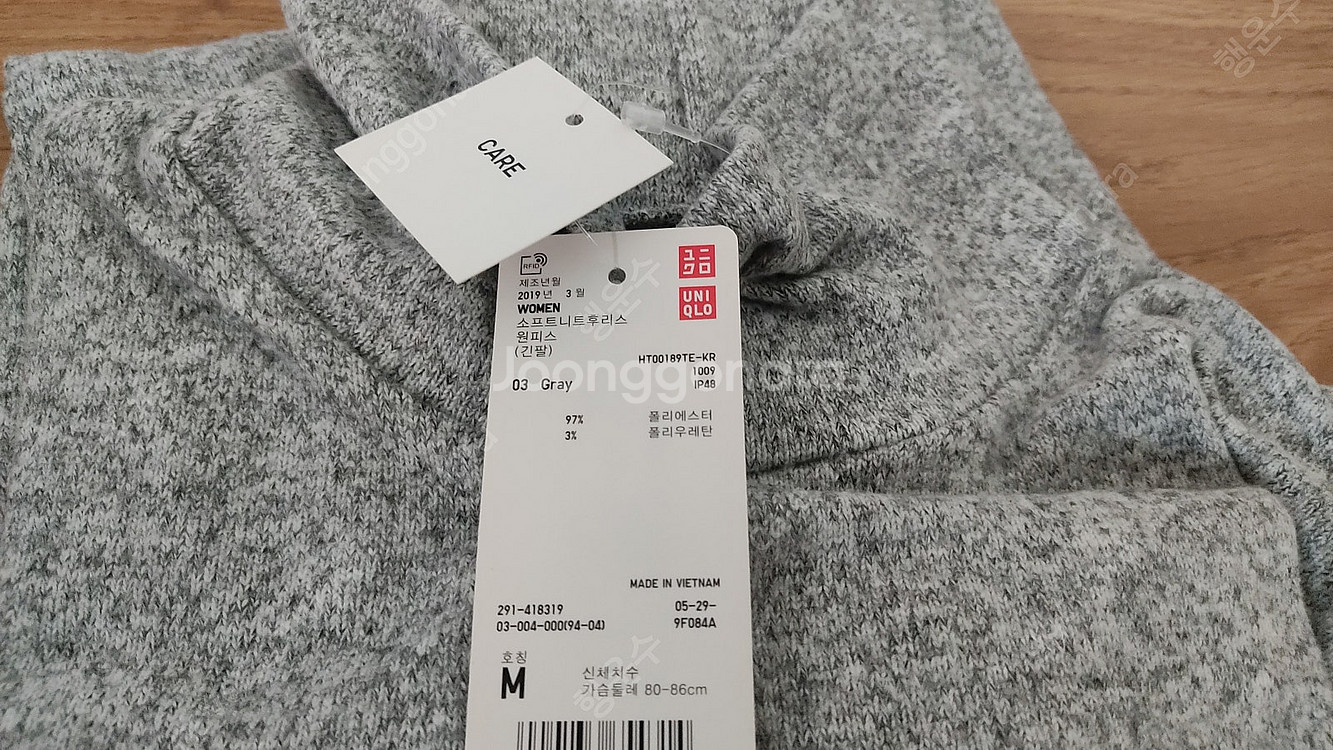 CARE
RFID
ユニ
クロ
UNI
QLO
제조년월
2019 년 3 월
WOMEN
소프트니트후리스
원피스
(긴팔)
HT00189TE-KR
1009
IP48
03 Gray
97% 폴리에스터
3% 폴리우레탄
MADE IN VIETNAM
291-418319 05-29-
03-004-000(94-04) 9F084A
호칭
M
신체치수
가슴둘레 80-86cm
행운수